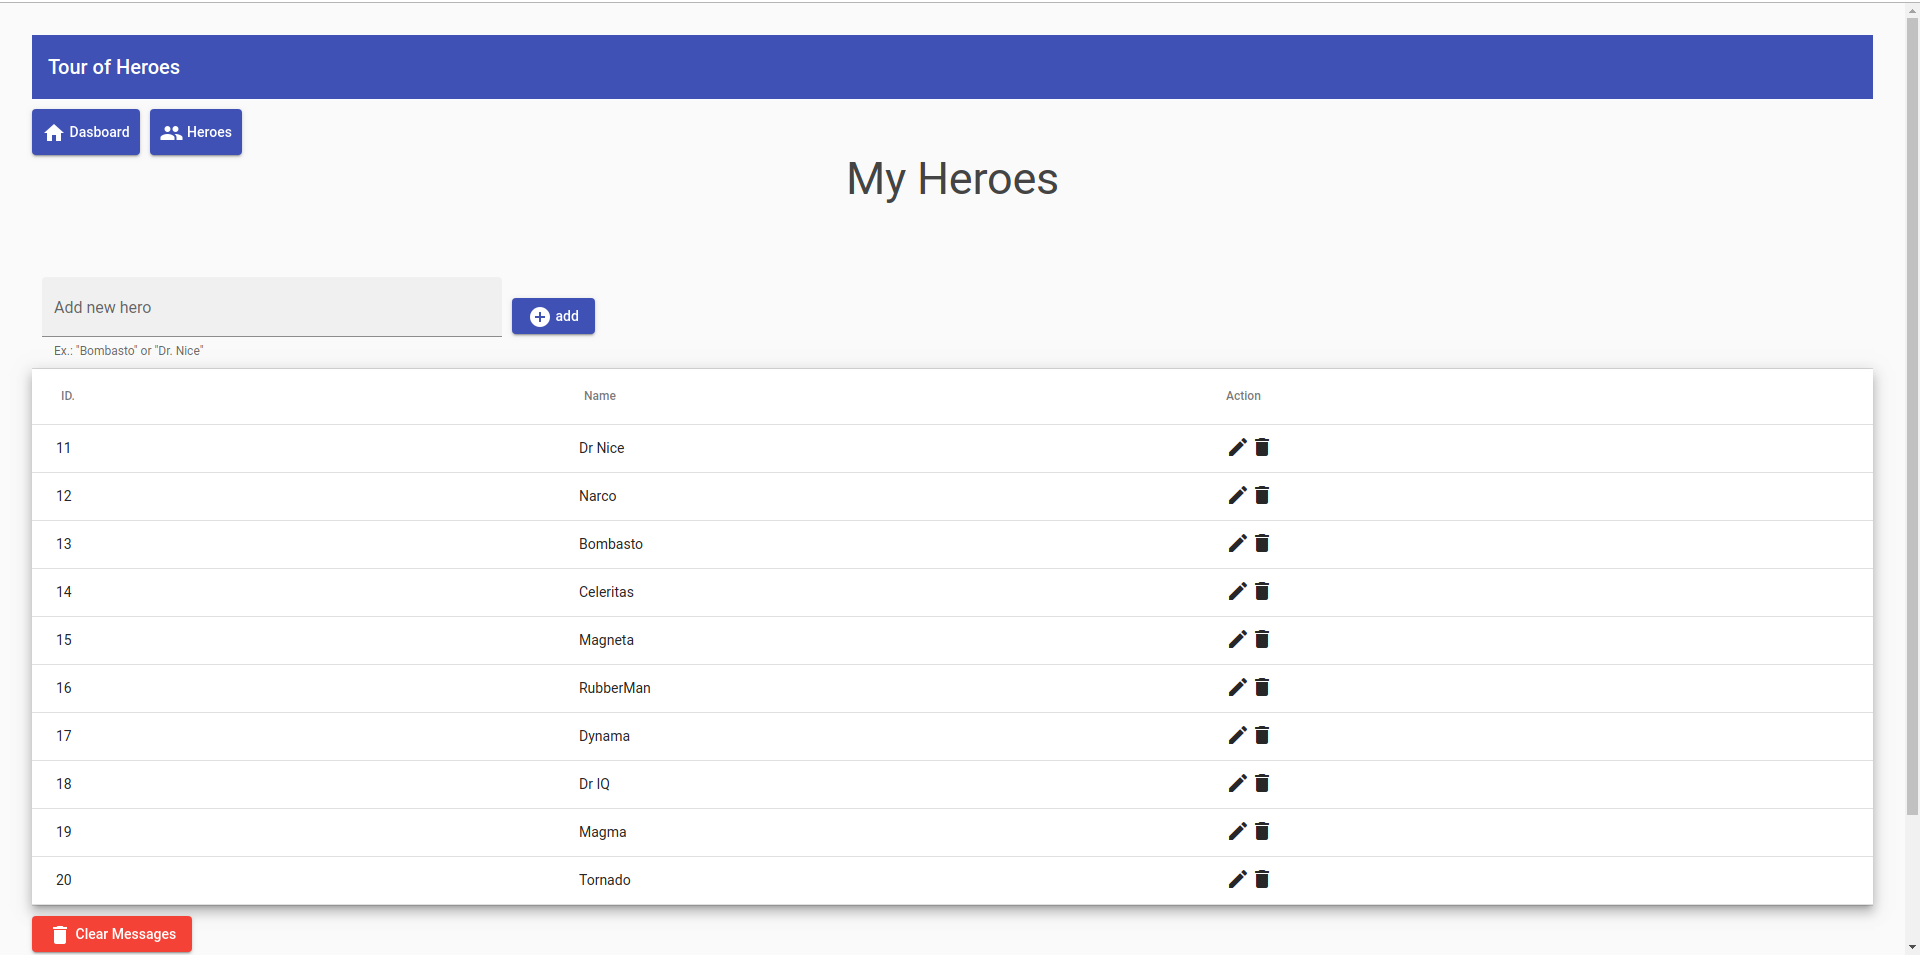 Tour of Heroes
Dasboard Heroes
My Heroes
Add new hero
add
Ex.: "Bombasto" or "Dr. Nice"
ID. Name Action
11 Dr Nice
12 Narco
13 Bombasto
14 Celeritas
15 Magneta
16 RubberMan
17 Dynama
18 Dr IQ
19 Magma
20 Tornado
Clear Messages